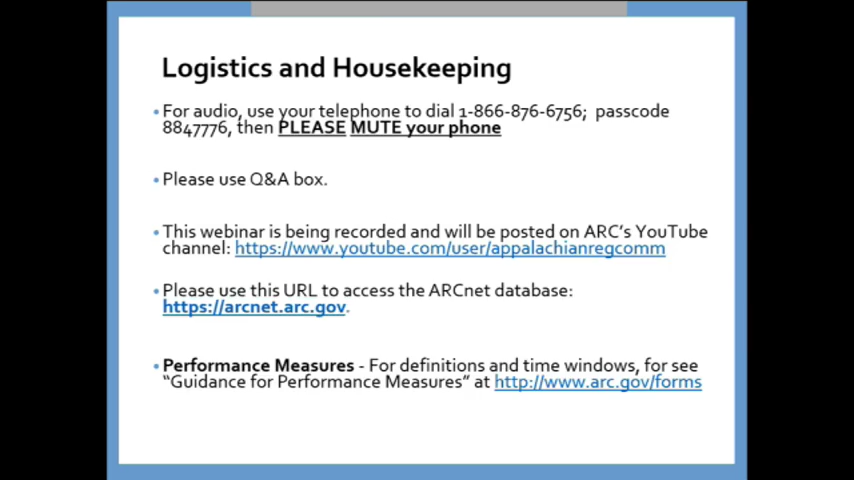 Logistics and Housekeeping
• For audio, use your telephone to dial 1-866-876-6756; passcode
8847776, then PLEASE MUTE your phone
• Please use Q&A box.
• This webinar is being recorded and will be posted on ARC's YouTube
channel: https://www.youtube.com/user/appalachianregcomm
• Please use this URL to access the ARCnet database:
https://arcnet.arc.gov.
• Performance Measures - For definitions and time windows, for see
“Guidance for Performance Measures” at http://www.arc.gov/forms